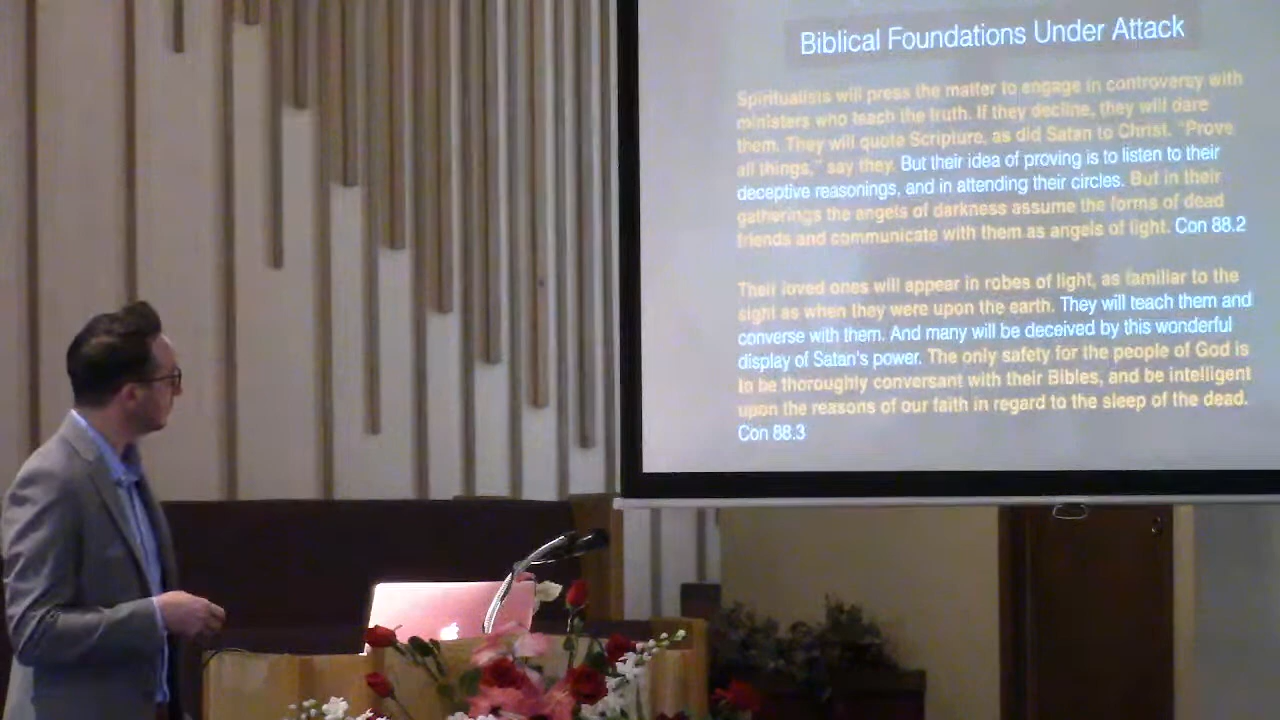 Biblical Foundations Under Attack
Spiritualists will press the matter to engage in controversy with
ministers who teach the truth. If they decline, they will dare
them. They will quote Scripture, as did Satan to Christ. "Prove
all things," say they. But their idea of proving is to listen to their
deceptive reasonings, and in attending their circles. But in their
gatherings the angels of darkness assume the forms of dead
friends and communicate with them as angels of light. Con 88.2
Their loved ones will appear in robes of light, as familiar to the
sight as when they were upon the earth. They will teach them and
converse with them. And many will be deceived by this wonderful
display of Satan's power. The only safety for the people of God is
to be thoroughly conversant with their Bibles, and be intelligent
upon the reasons of our faith in regard to the sleep of the dead.
Con 88.3